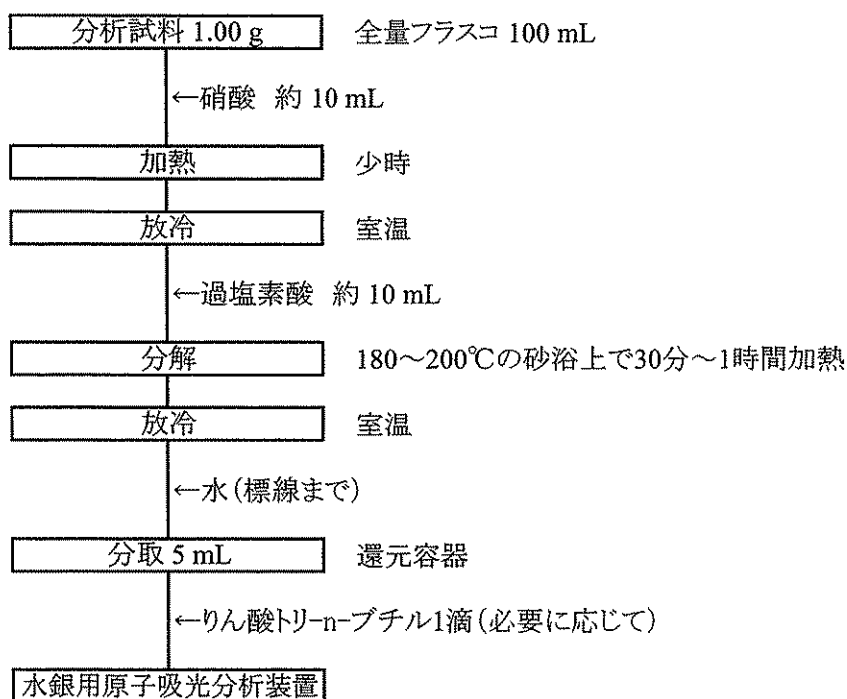 分析試料 1.00 g 全量フラスコ 100 mL
←硝酸 約 10 mL
加熱 少時
放冷 室温
←過塩素酸 約 10 mL
分解 180～200℃の砂浴上で30分～1時間加熱
放冷 室温
←水(標線まで)
分取 5 mL 還元容器
←りん酸トリ-n-ブチル1滴(必要に応じて)
水銀用原子吸光分析装置